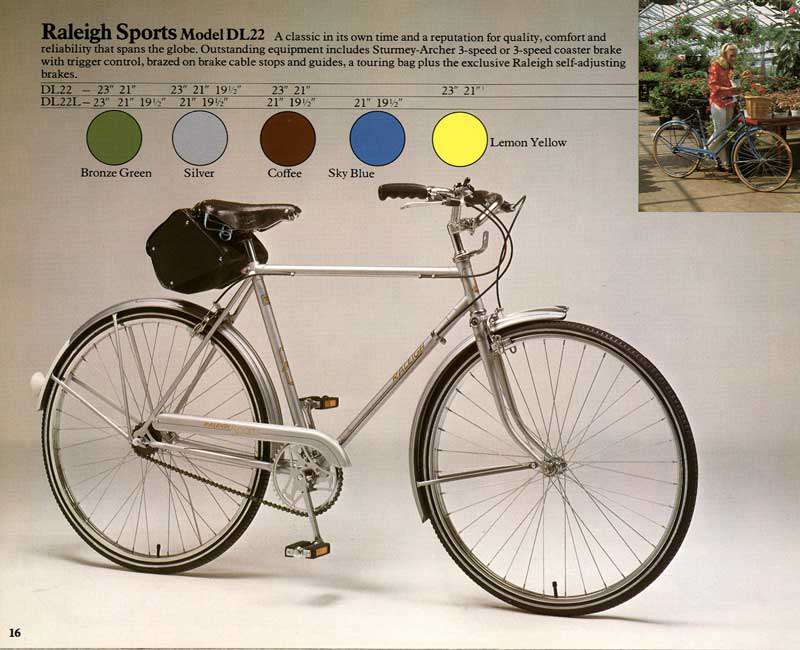 Raleigh Sports Model DL22 A classic in its own time and a reputation for quality, comfort and
reliability that spans the globe. Outstanding equipment includes Sturmey-Archer 3-speed or 3-speed coaster brake
with trigger control, brazed on brake cable stops and guides, a touring bag plus the exclusive Raleigh self-adjusting
brakes.
DL22 – 23" 21" 23" 21" 19½" 23" 21" 23" 21"
DL22L– 23" 21" 19½" 21" 19½" 21" 19½" 21" 19½"
Bronze Green Silver Coffee Sky Blue Lemon Yellow
RALEIGH
RALEIGH
16